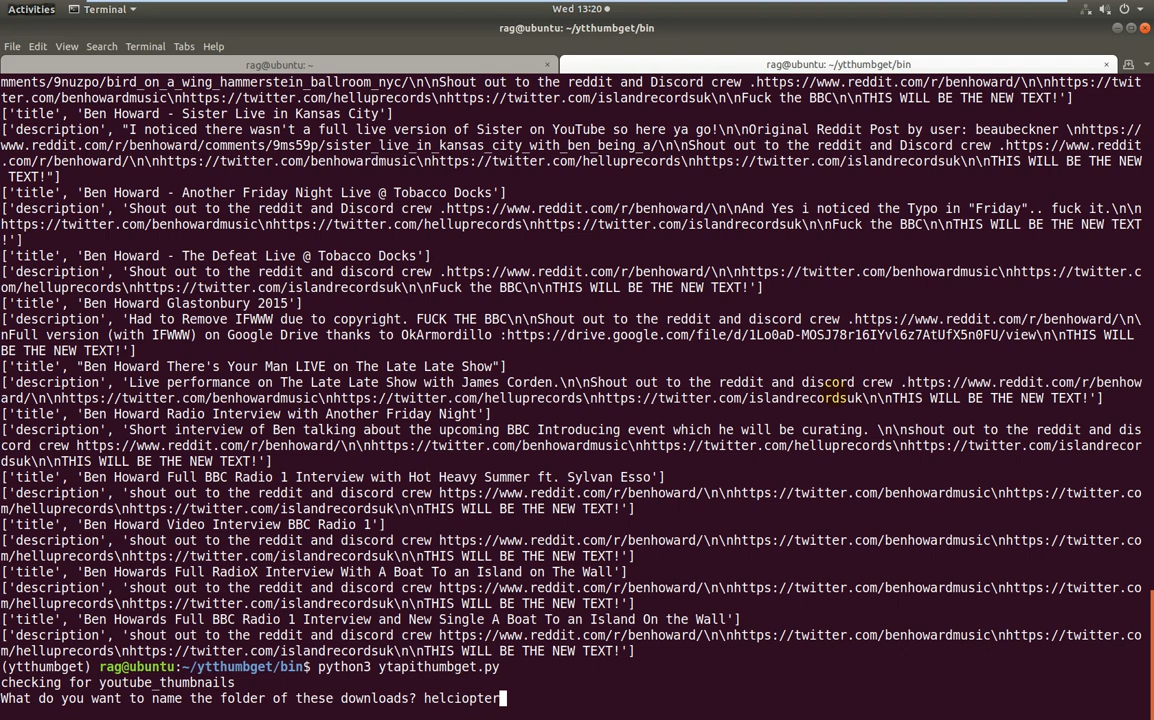 Activities
Terminal
Wed 13:20
rag@ubuntu: ~/ytthumbget/bin
File Edit View Search Terminal Tabs Help
rag@ubuntu: ~
rag@ubuntu: ~/ytthumbget/bin
mments/9nuzpo/bird_on_a_wing_hammerstein_ballroom_nyc/\n\nShout out to the reddit and Discord crew .https://www.reddit.com/r/benhoward/\n\nhttps://twit
ter.com/benhowardmusic\nhttps://twitter.com/helluprecords\nhttps://twitter.com/islandrecordsuk\n\nFuck the BBC\n\nTHIS WILL BE THE NEW TEXT!']
['title', 'Ben Howard - Sister Live in Kansas City']
['description', "I noticed there wasn't a full live version of Sister on YouTube so here ya go!\n\nOriginal Reddit Post by user: beaubeckner \nhttps://
www.reddit.com/r/benhoward/comments/9ms59p/sister_live_in_kansas_city_with_ben_being_a/\n\nShout out to the reddit and Discord crew .https://www.reddit
.com/r/benhoward/\n\nhttps://twitter.com/benhowardmusic\nhttps://twitter.com/helluprecords\nhttps://twitter.com/islandrecordsuk\n\nTHIS WILL BE THE NEW
 TEXT!"]
['title', 'Ben Howard - Another Friday Night Live @ Tobacco Docks']
['description', 'Shout out to the reddit and Discord crew .https://www.reddit.com/r/benhoward/\n\nAnd Yes i noticed the Typo in "Friday".. fuck it.\n\n
https://twitter.com/benhowardmusic\nhttps://twitter.com/helluprecords\nhttps://twitter.com/islandrecordsuk\n\nFuck the BBC\n\nTHIS WILL BE THE NEW TEXT
!']
['title', 'Ben Howard - The Defeat Live @ Tobacco Docks']
['description', 'Shout out to the reddit and discord crew .https://www.reddit.com/r/benhoward/\n\nhttps://twitter.com/benhowardmusic\nhttps://twitter.c
om/helluprecords\nhttps://twitter.com/islandrecordsuk\n\nFuck the BBC\n\nTHIS WILL BE THE NEW TEXT!']
['title', 'Ben Howard Glastonbury 2015']
['description', 'Had to Remove IFWWW due to copyright. FUCK THE BBC\n\nShout out to the reddit and discord crew .https://www.reddit.com/r/benhoward/\n\
nFull version (with IFWWW) on Google Drive thanks to OkArmordillo :https://drive.google.com/file/d/1Lo0aD-MOSJ78r16IYvl6z7AtUfX5n0FU/view\n\nTHIS WILL
BE THE NEW TEXT!']
['title', "Ben Howard There's Your Man LIVE on The Late Late Show"]
['description', 'Live performance on The Late Late Show with James Corden.\n\nShout out to the reddit and discord crew .https://www.reddit.com/r/benhow
ard/\n\nhttps://twitter.com/benhowardmusic\nhttps://twitter.com/helluprecords\nhttps://twitter.com/islandrecordsuk\n\nTHIS WILL BE THE NEW TEXT!']
['title', 'Ben Howard Radio Interview with Another Friday Night']
['description', 'Short interview of Ben talking about the upcoming BBC Introducing event which he will be curating. \n\nshout out to the reddit and dis
cord crew https://www.reddit.com/r/benhoward/\n\nhttps://twitter.com/benhowardmusic\nhttps://twitter.com/helluprecords\nhttps://twitter.com/islandrecor
dsuk\n\nTHIS WILL BE THE NEW TEXT!']
['title', 'Ben Howard Full BBC Radio 1 Interview with Hot Heavy Summer ft. Sylvan Esso']
['description', 'shout out to the reddit and discord crew https://www.reddit.com/r/benhoward/\n\nhttps://twitter.com/benhowardmusic\nhttps://twitter.co
m/helluprecords\nhttps://twitter.com/islandrecordsuk\n\nTHIS WILL BE THE NEW TEXT!']
['title', 'Ben Howard Video Interview BBC Radio 1']
['description', 'shout out to the reddit and discord crew https://www.reddit.com/r/benhoward/\n\nhttps://twitter.com/benhowardmusic\nhttps://twitter.co
m/helluprecords\nhttps://twitter.com/islandrecordsuk\n\nTHIS WILL BE THE NEW TEXT!']
['title', 'Ben Howards Full RadioX Interview With A Boat To an Island on The Wall']
['description', 'shout out to the reddit and discord crew https://www.reddit.com/r/benhoward/\n\nhttps://twitter.com/benhowardmusic\nhttps://twitter.co
m/helluprecords\nhttps://twitter.com/islandrecordsuk\n\nTHIS WILL BE THE NEW TEXT!']
['title', 'Ben Howards Full BBC Radio 1 Interview and New Single A Boat To an Island On the Wall']
['description', 'shout out to the reddit and discord crew https://www.reddit.com/r/benhoward/\n\nhttps://twitter.com/benhowardmusic\nhttps://twitter.co
m/helluprecords\nhttps://twitter.com/islandrecordsuk\n\nTHIS WILL BE THE NEW TEXT!']
(ytthumbget) rag@ubuntu:~/ytthumbget/bin$ python3 ytapithumbget.py
checking for youtube_thumbnails
What do you want to name the folder of these downloads? helciopter